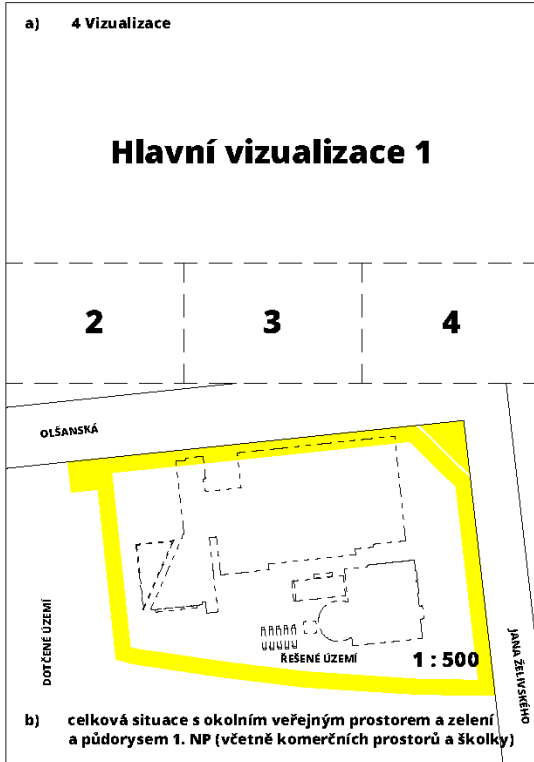 a) 4 Vizualizace
Hlavní vizualizace 1
2 3 4
OLŠANSKÁ
DOTČENÉ ÚZEMÍ
ŘEŠENÉ ÚZEMÍ
1 : 500
JANA ŽELIVSKÉHO
b) celková situace s okolním veřejným prostorem a zelení
a půdorysem 1. NP (včetně komerčních prostorů a školky)